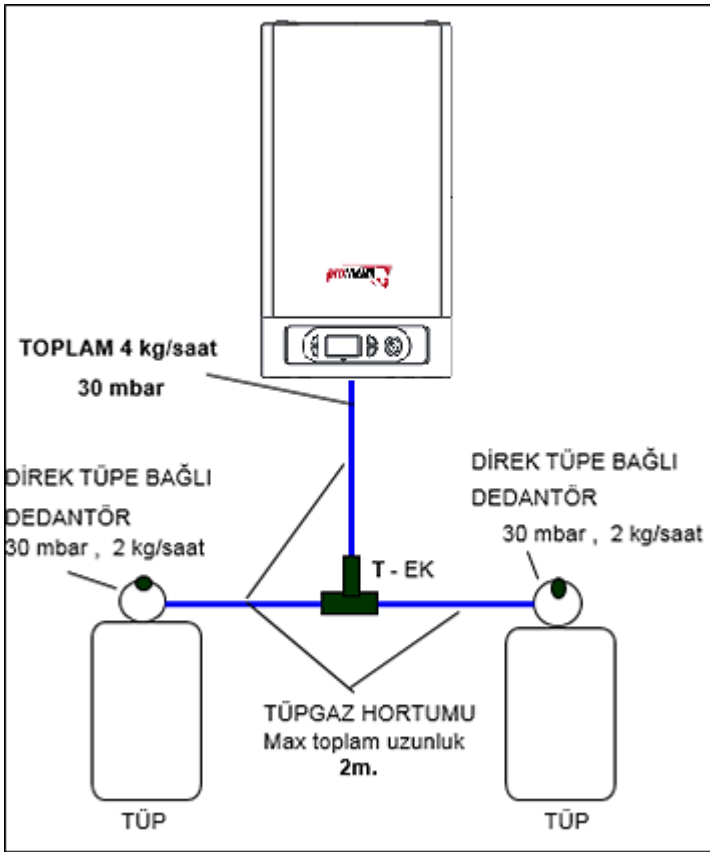 TOPLAM 4 kg/saat
30 mbar
DİREK TÜPE BAĞLI
DEDANTÖR
30 mbar , 2 kg/saat
DİREK TÜPE BAĞLI
DEDANTÖR
30 mbar , 2 kg/saat
T - EK
TÜPGAZ HORTUMU
Max toplam uzunluk
2m.
TÜP
TÜP